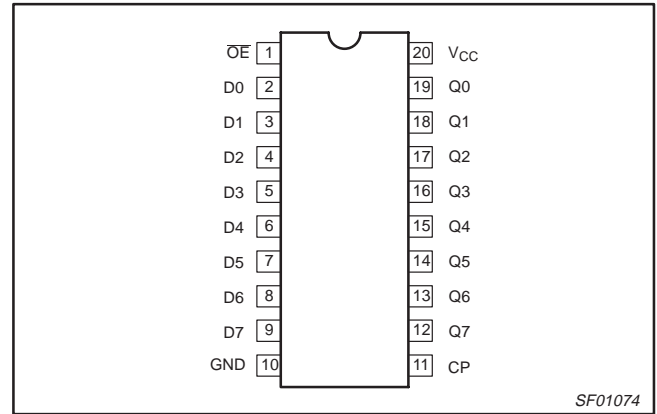 O̅E̅ 1 20 VCC
D0 2 19 Q0
D1 3 18 Q1
D2 4 17 Q2
D3 5 16 Q3
D4 6 15 Q4
D5 7 14 Q5
D6 8 13 Q6
D7 9 12 Q7
GND 10 11 CP
SF01074